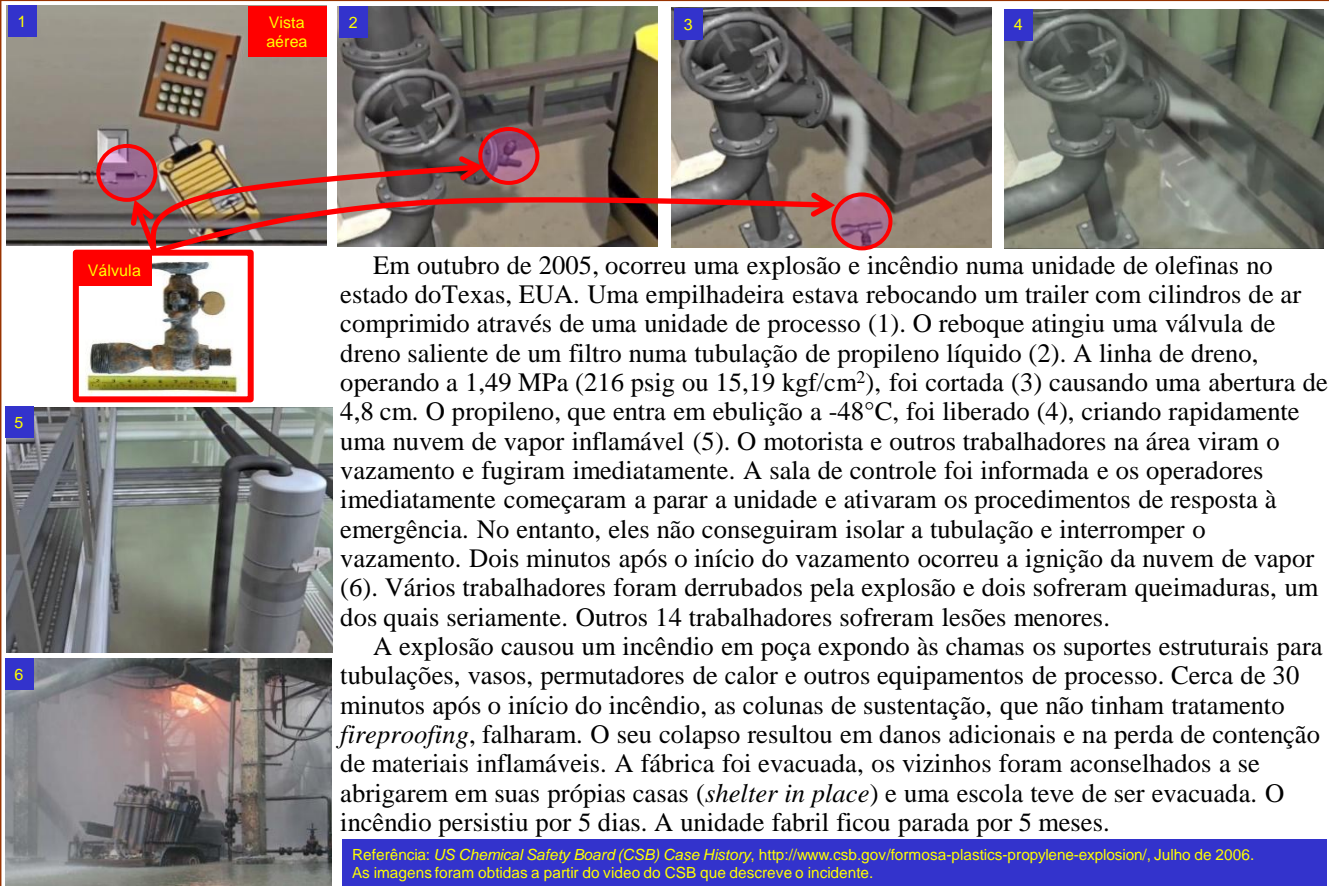 1
Vista
aérea
2
3
4
Válvula
5
6
Em outubro de 2005, ocorreu uma explosão e incêndio numa unidade de olefinas no
estado doTexas, EUA. Uma empilhadeira estava rebocando um trailer com cilindros de ar
comprimido através de uma unidade de processo (1). O reboque atingiu uma válvula de
dreno saliente de um filtro numa tubulação de propileno líquido (2). A linha de dreno,
operando a 1,49 MPa (216 psig ou 15,19 kgf/cm²), foi cortada (3) causando uma abertura de
4,8 cm. O propileno, que entra em ebulição a -48°C, foi liberado (4), criando rapidamente
uma nuvem de vapor inflamável (5). O motorista e outros trabalhadores na área viram o
vazamento e fugiram imediatamente. A sala de controle foi informada e os operadores
imediatamente começaram a parar a unidade e ativaram os procedimentos de resposta à
emergência. No entanto, eles não conseguiram isolar a tubulação e interromper o
vazamento. Dois minutos após o início do vazamento ocorreu a ignição da nuvem de vapor
(6). Vários trabalhadores foram derrubados pela explosão e dois sofreram queimaduras, um
dos quais seriamente. Outros 14 trabalhadores sofreram lesões menores.
A explosão causou um incêndio em poça expondo às chamas os suportes estruturais para
tubulações, vasos, permutadores de calor e outros equipamentos de processo. Cerca de 30
minutos após o início do incêndio, as colunas de sustentação, que não tinham tratamento
fireproofing, falharam. O seu colapso resultou em danos adicionais e na perda de contenção
de materiais inflamáveis. A fábrica foi evacuada, os vizinhos foram aconselhados a se
abrigarem em suas própias casas (shelter in place) e uma escola teve de ser evacuada. O
incêndio persistiu por 5 dias. A unidade fabril ficou parada por 5 meses.
Referência: US Chemical Safety Board (CSB) Case History, http://www.csb.gov/formosa-plastics-propylene-explosion/, Julho de 2006.
As imagens foram obtidas a partir do video do CSB que descreve o incidente.